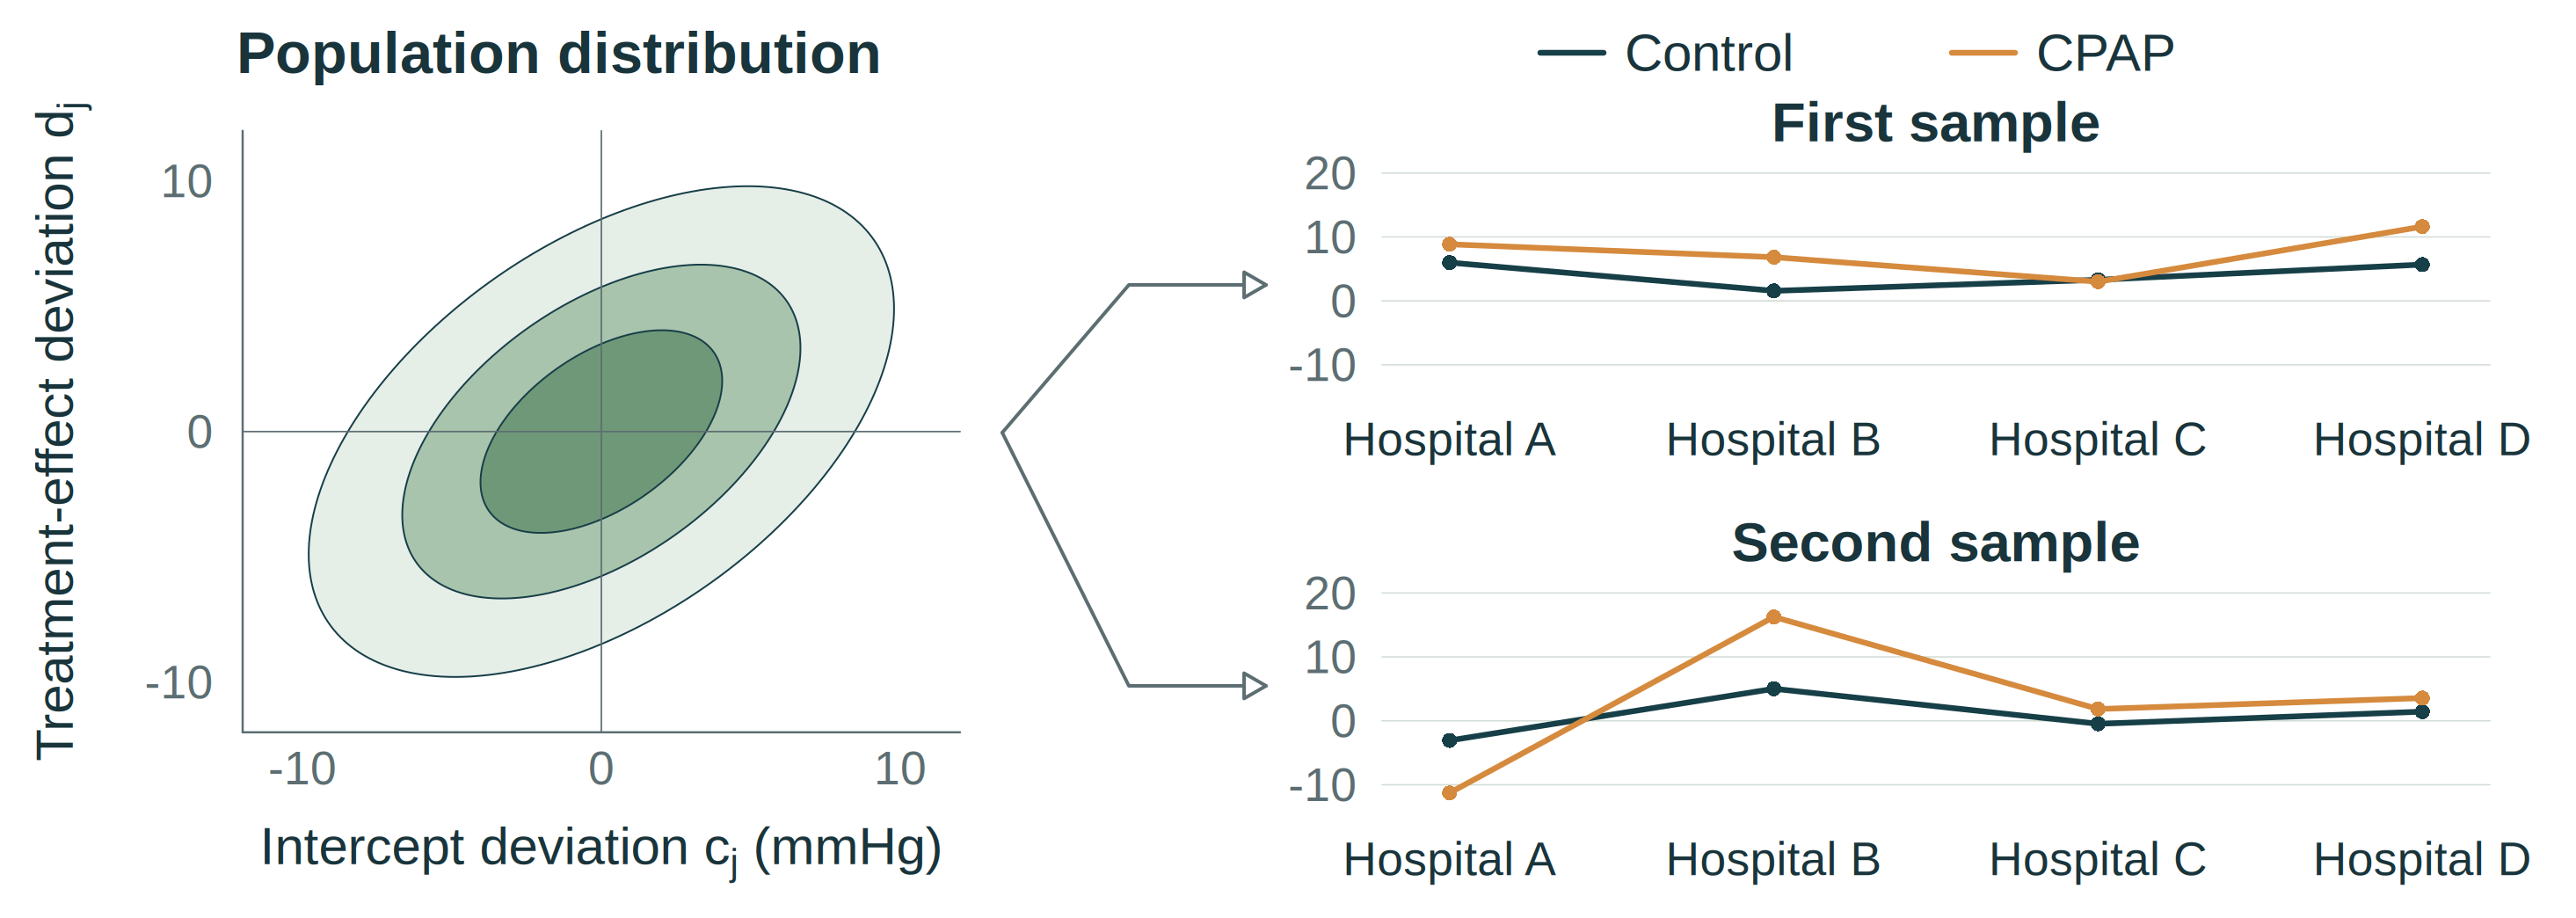 Population distribution
Treatment-effect deviation dj
10
0
-10
-10 0 10
Intercept deviation cj (mmHg)
Control CPAP
First sample
20
10
0
-10
Hospital A Hospital B Hospital C Hospital D
Second sample
20
10
0
-10
Hospital A Hospital B Hospital C Hospital D